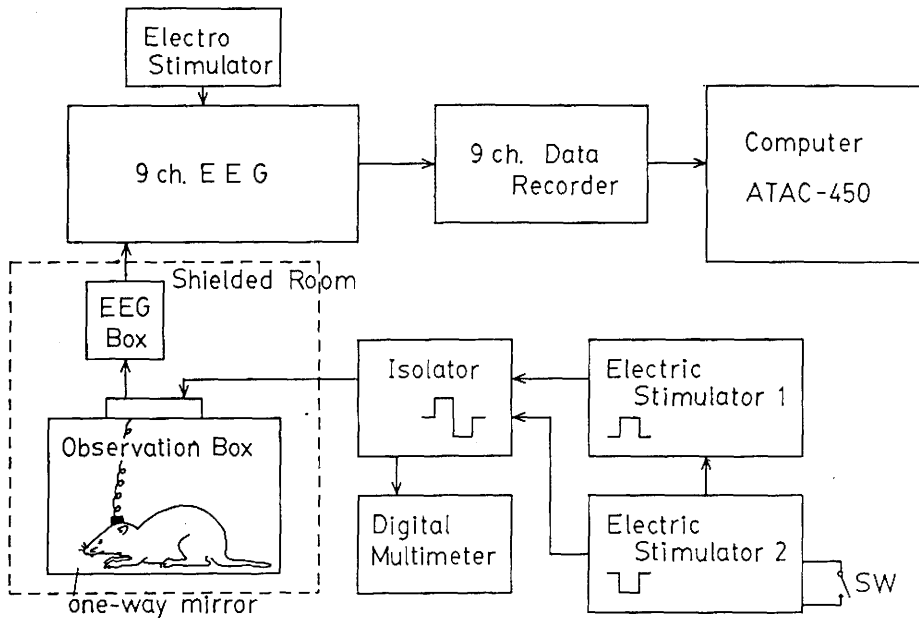 Electro
Stimulator
9 ch. E E G
9 ch. Data
Recorder
Computer
ATAC-450
Shielded Room
EEG
Box
Observation Box
one-way mirror
Isolator
Digital
Multimeter
Electric
Stimulator 1
Electric
Stimulator 2
SW